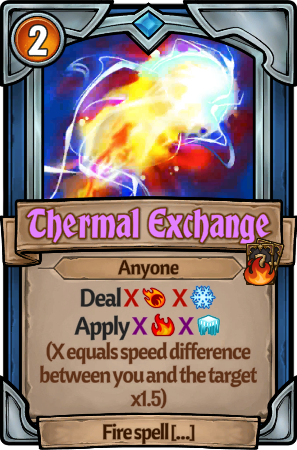 2
Thermal Exchange
Anyone
Deal X X
Apply X X
(X equals speed difference
between you and the target
x1.5)
Fire spell [...]